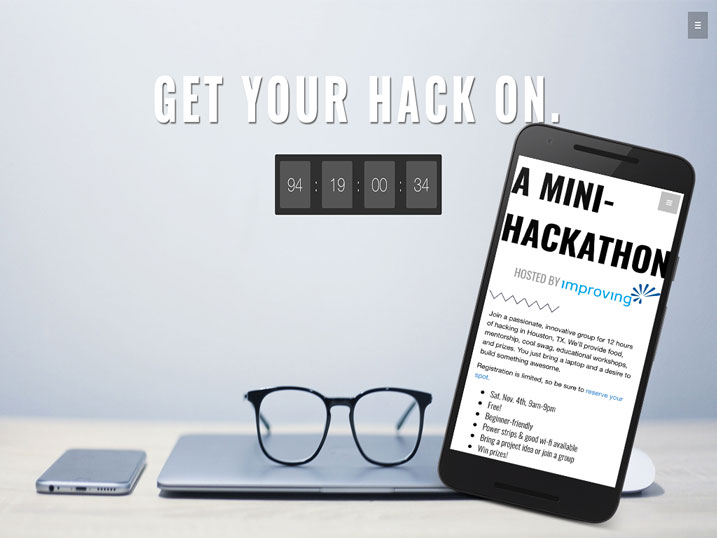 GET YOUR HACK ON.
94 : 19 : 00 : 34
A MINI-
HACKATHON
HOSTED BY improving
Join a passionate, innovative group for 12 hours
of hacking in Houston, TX. We'll provide food,
mentorship, cool swag, educational workshops,
and prizes. You just bring a laptop and a desire to
build something awesome.
Registration is limited, so be sure to reserve your
spot.
• Sat. Nov. 4th, 9am-9pm
• Free!
• Beginner-friendly
• Power strips & good wi-fi available
• Bring a project idea or join a group
• Win prizes!